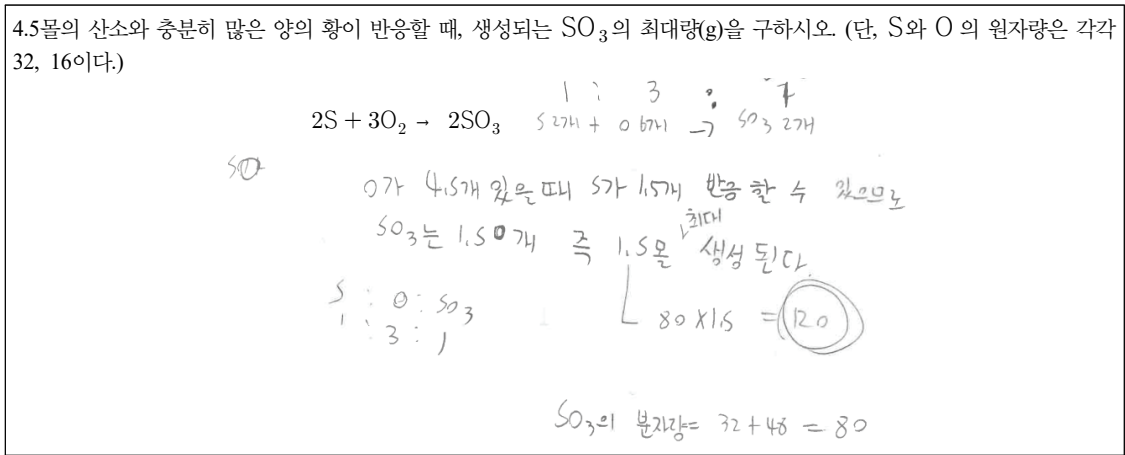 4.5몰의 산소와 충분히 많은 양의 황이 반응할 때, 생성되는 SO₃의 최대량(g)을 구하시오. (단, S와 O의 원자량은 각각
32, 16이다.)
1 : 3 : 1
2S + 3O₂ → 2SO₃ S 2개 + O 6개 → SO₃ 2개
O가 4.5개 있을 때 S가 1.5개 반응 할 수 있으므로
최대
SO₃는 1.50개 즉 1.5몰 생성 된다.
S : O : SO₃
1 : 3 : 1
80 X 1.5 = 120
SO₃의 분자량= 32 + 48 = 80